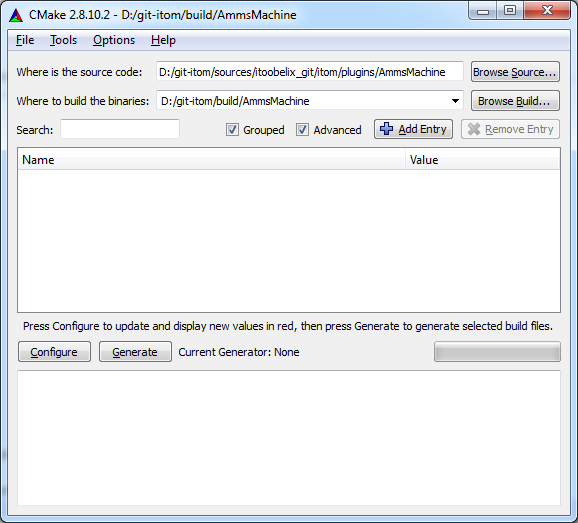 CMake 2.8.10.2 - D:/git-itom/build/AmmsMachine
File Tools Options Help
Where is the source code: D:/git-itom/sources/itoobelix_git/itom/plugins/AmmsMachine Browse Source...
Where to build the binaries: D:/git-itom/build/AmmsMachine Browse Build...
Search: Grouped Advanced Add Entry Remove Entry
Name Value
Press Configure to update and display new values in red, then press Generate to generate selected build files.
Configure Generate Current Generator: None